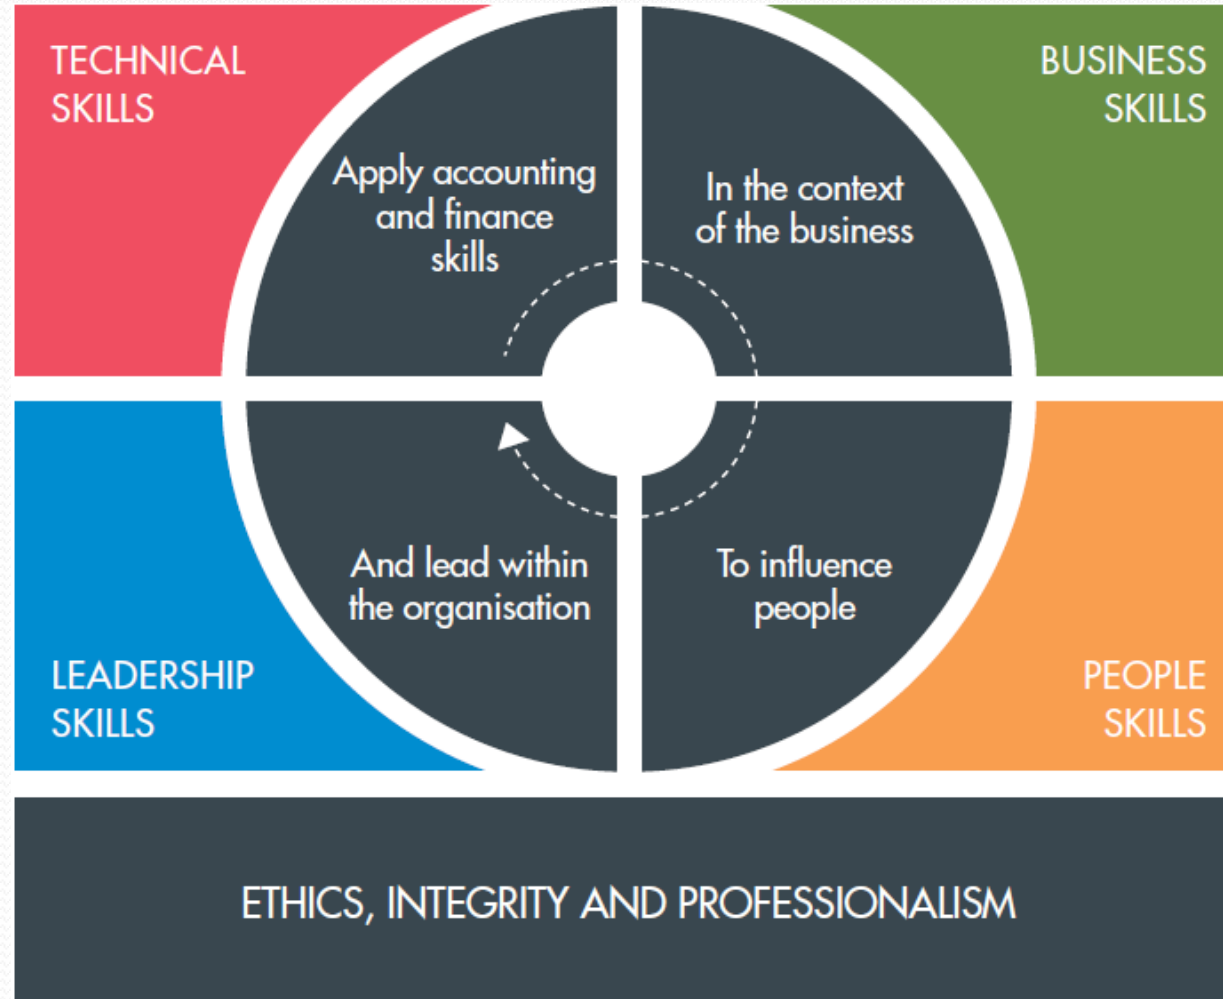 TECHNICAL
SKILLS
BUSINESS
SKILLS
Apply accounting
and finance
skills
In the context
of the business
And lead within
the organisation
To influence
people
LEADERSHIP
SKILLS
PEOPLE
SKILLS
ETHICS, INTEGRITY AND PROFESSIONALISM